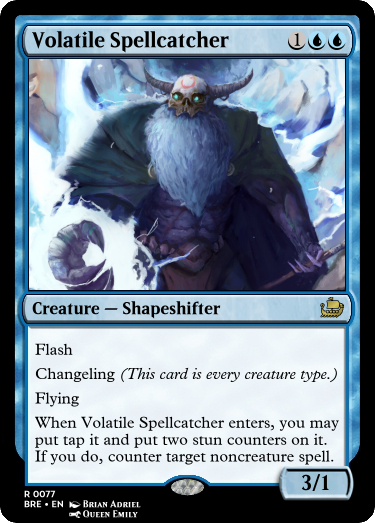 Volatile Spellcatcher 1
Creature — Shapeshifter
Flash
Changeling (This card is every creature type.)
Flying
When Volatile Spellcatcher enters, you may
put tap it and put two stun counters on it.
If you do, counter target noncreature spell.
3/1
R 0077
BRE • EN Brian Adriel
Queen Emily